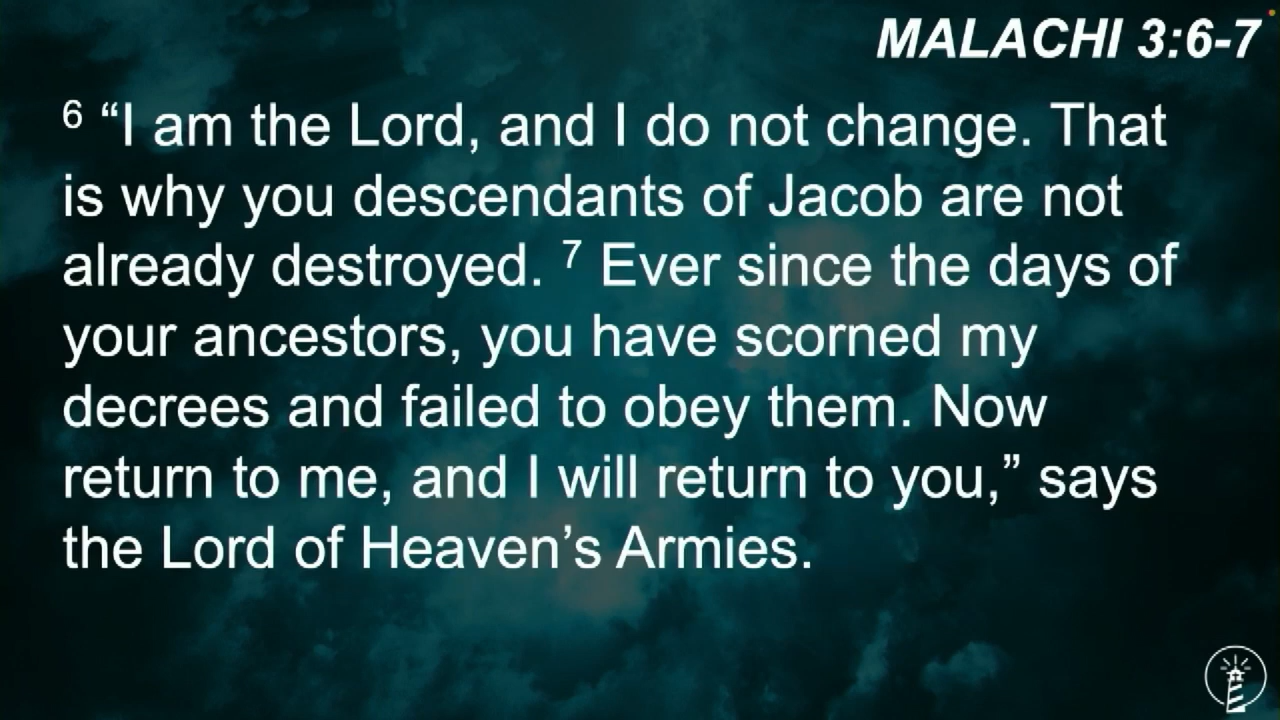 MALACHI 3:6-7
6 “I am the Lord, and I do not change. That
is why you descendants of Jacob are not
already destroyed. 7 Ever since the days of
your ancestors, you have scorned my
decrees and failed to obey them. Now
return to me, and I will return to you,” says
the Lord of Heaven’s Armies.